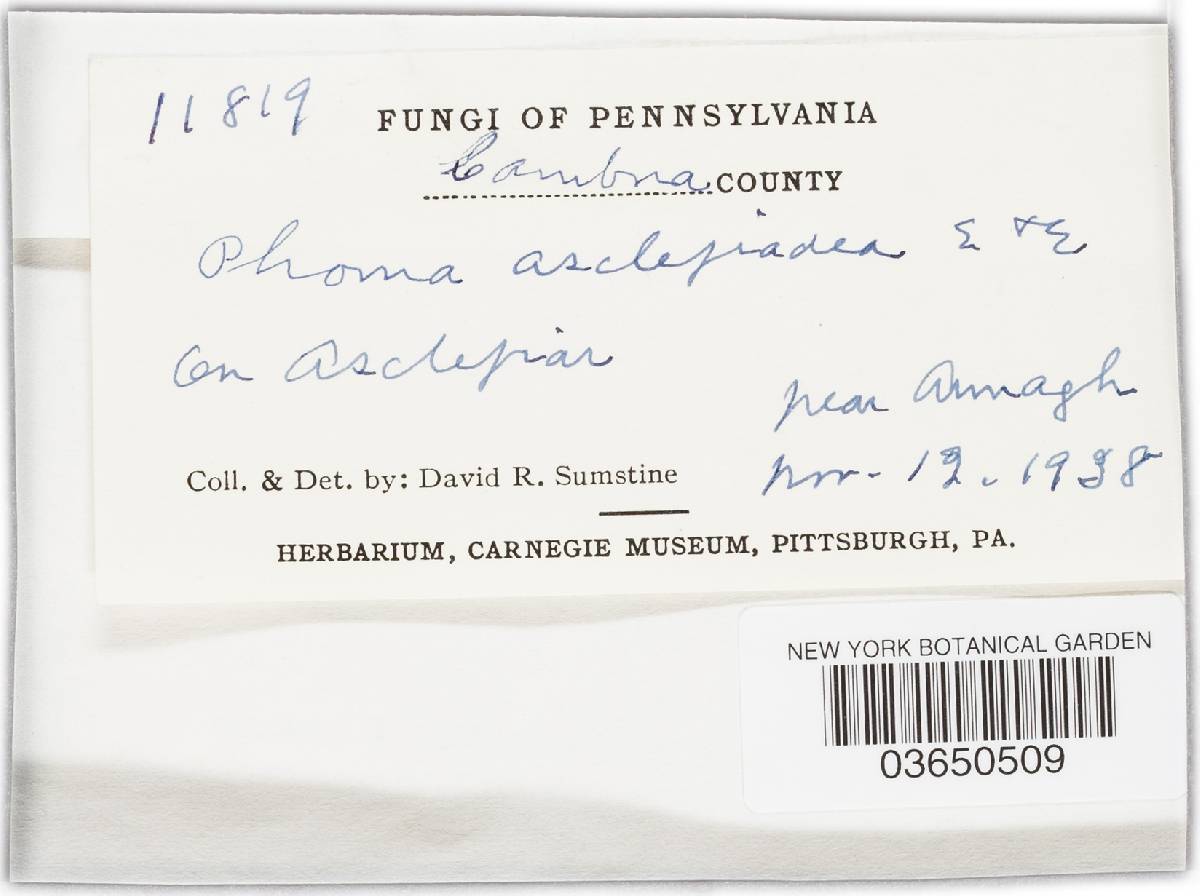 11819
FUNGI OF PENNSYLVANIA
Cambria COUNTY
Phoma asclepiadea E & E
On Asclepias
near Armagh
Nov. 12. 1938
Coll. & Det. by: David R. Sumstine
HERBARIUM, CARNEGIE MUSEUM, PITTSBURGH, PA.
NEW YORK BOTANICAL GARDEN
03650509